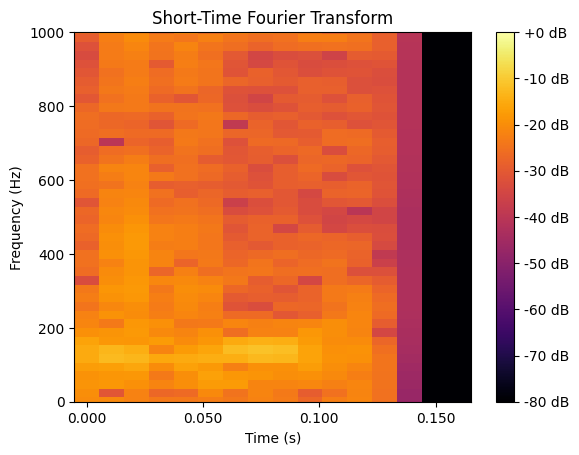 Short-Time Fourier Transform
1000
800
600
400
200
0
Frequency (Hz)
0.000
0.050
0.100
0.150
Time (s)
+0 dB
-10 dB
-20 dB
-30 dB
-40 dB
-50 dB
-60 dB
-70 dB
-80 dB